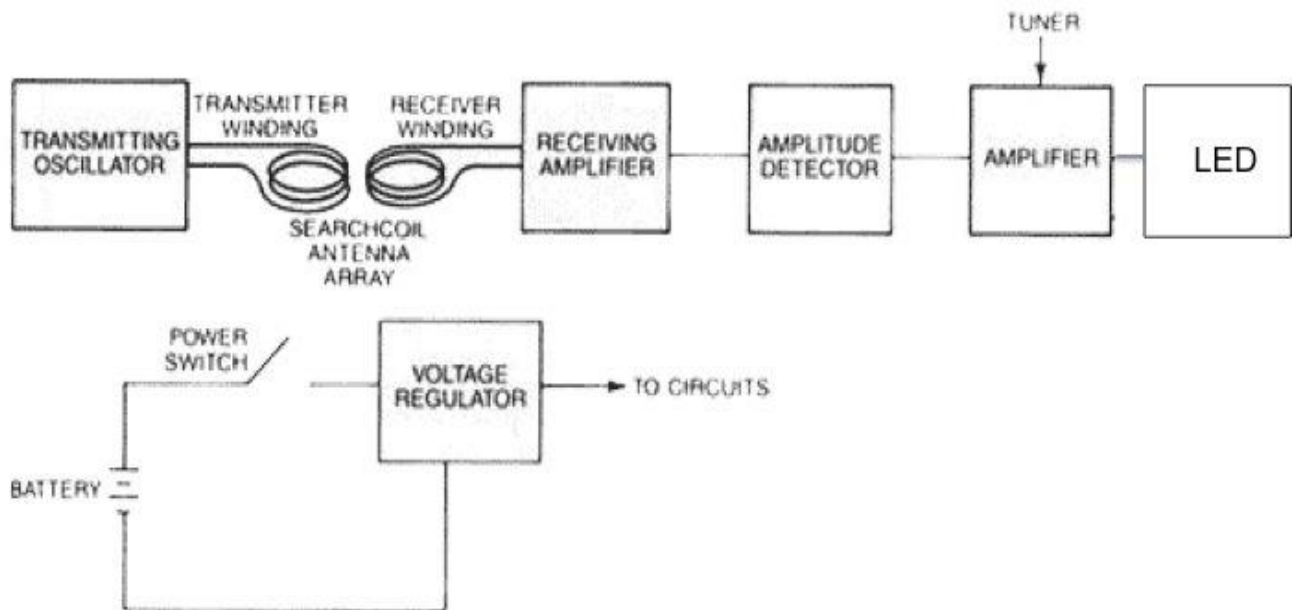 TUNER
TRANSMITTING
OSCILLATOR
TRANSMITTER
WINDING
RECEIVER
WINDING
SEARCHCOIL
ANTENNA
ARRAY
RECEIVING
AMPLIFIER
AMPLITUDE
DETECTOR
AMPLIFIER
LED
POWER
SWITCH
VOLTAGE
REGULATOR
TO CIRCUITS
BATTERY